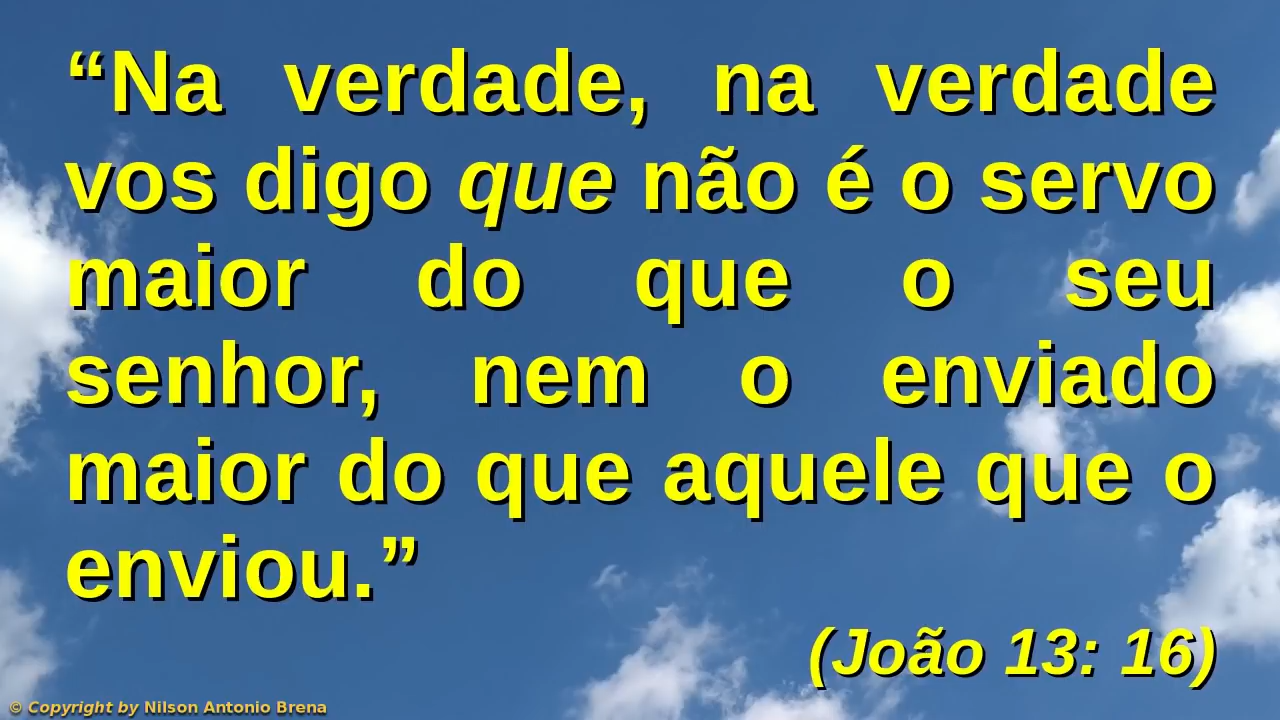 “Na verdade, na verdade
vos digo que não é o servo
maior do que o seu
senhor, nem o enviado
maior do que aquele que o
enviou.”
(João 13: 16)
© Copyright by Nilson Antonio Brena